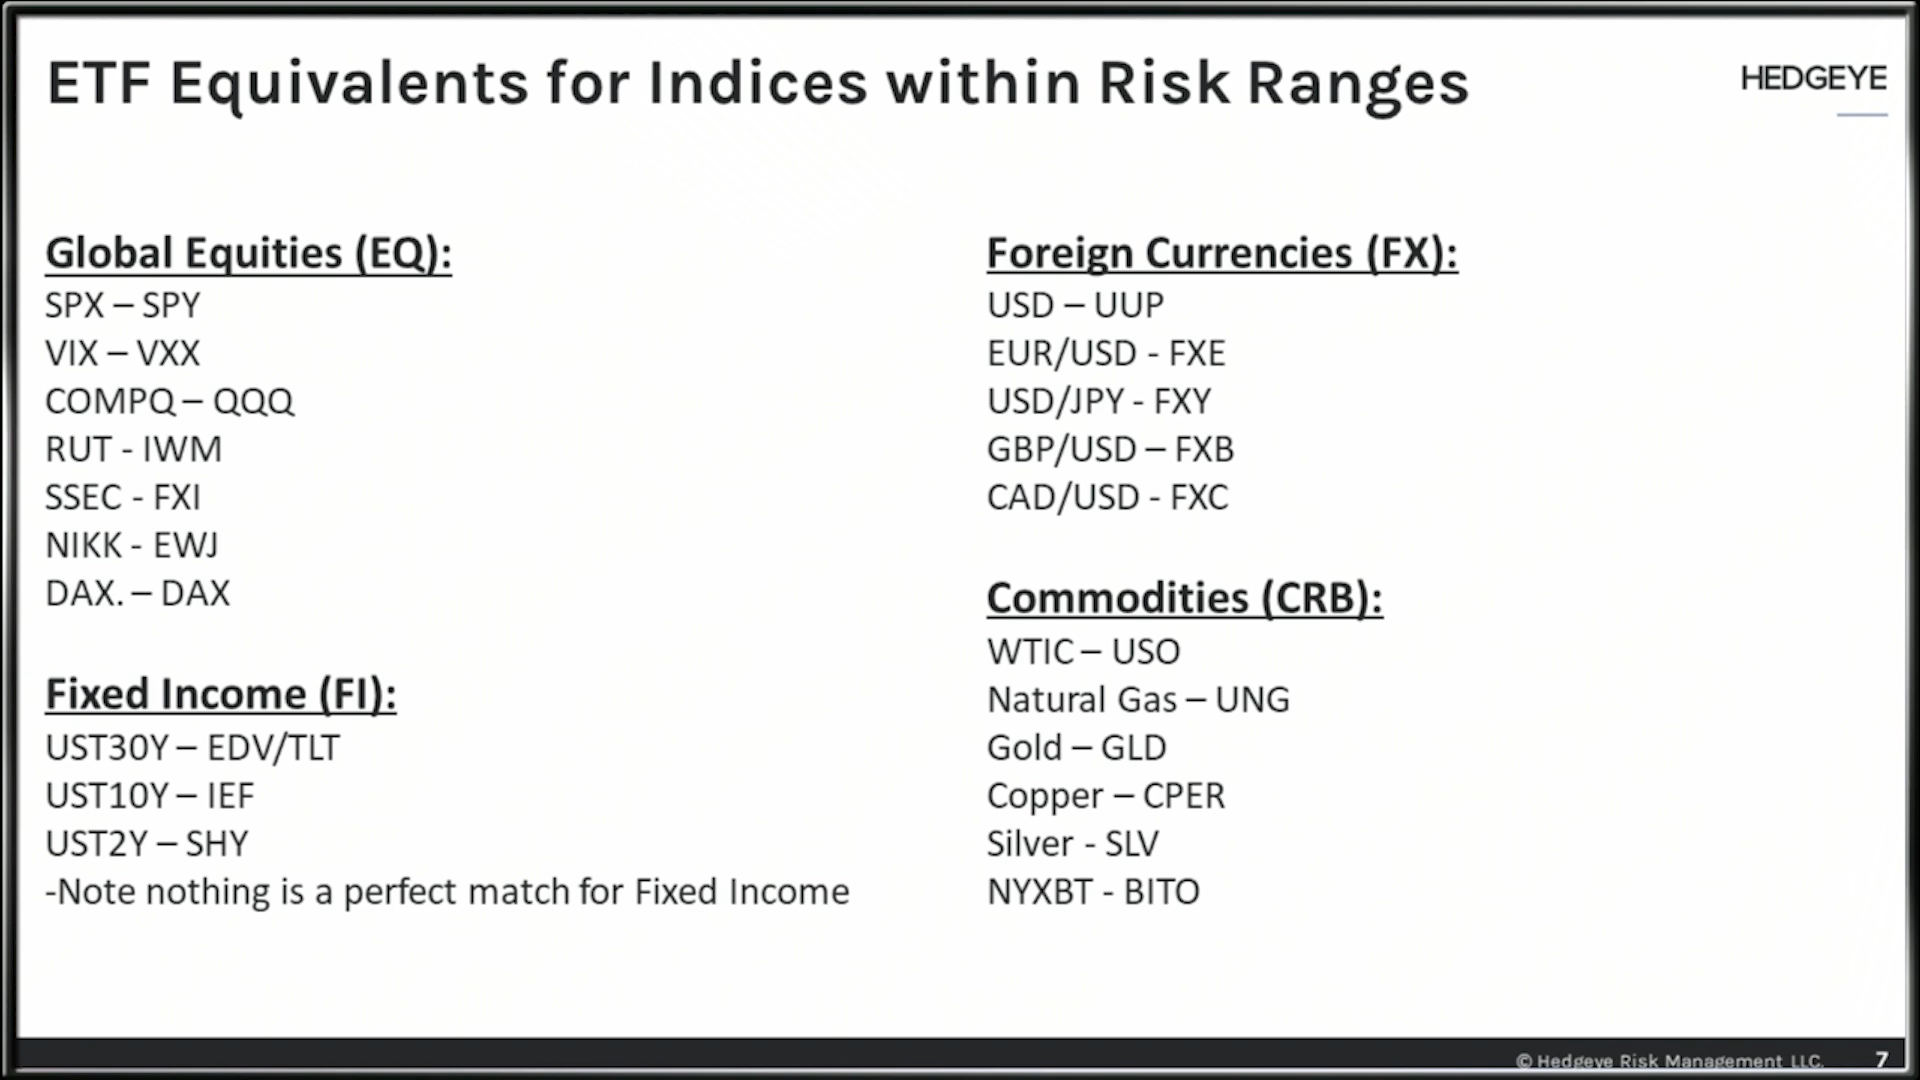 ETF Equivalents for Indices within Risk Ranges
HEDGEYE
Global Equities (EQ):
SPX – SPY
VIX – VXX
COMPQ – QQQ
RUT - IWM
SSEC - FXI
NIKK - EWJ
DAX. – DAX
Fixed Income (FI):
UST30Y – EDV/TLT
UST10Y – IEF
UST2Y – SHY
-Note nothing is a perfect match for Fixed Income
Foreign Currencies (FX):
USD – UUP
EUR/USD - FXE
USD/JPY - FXY
GBP/USD – FXB
CAD/USD - FXC
Commodities (CRB):
WTIC – USO
Natural Gas – UNG
Gold – GLD
Copper – CPER
Silver - SLV
NYXBT - BITO
© Hedgeye Risk Management LLC.
7